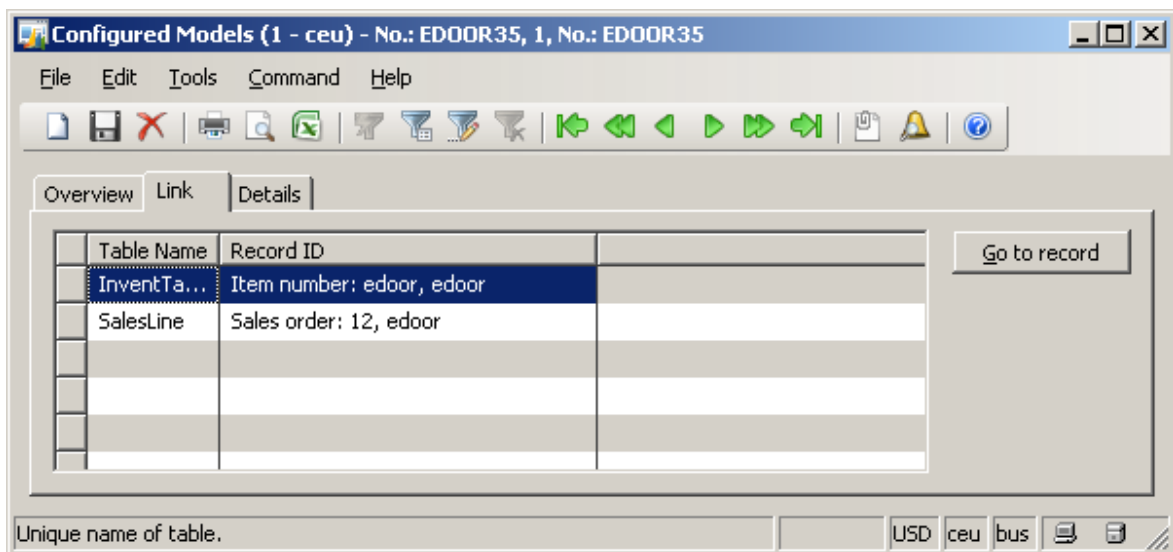 Configured Models (1 - ceu) - No.: EDOOR35, 1, No.: EDOOR35
File Edit Tools Command Help
Overview Link Details
Table Name Record ID
Go to record
InventTa... Item number: edoor, edoor
SalesLine Sales order: 12, edoor
Unique name of table. USD ceu bus